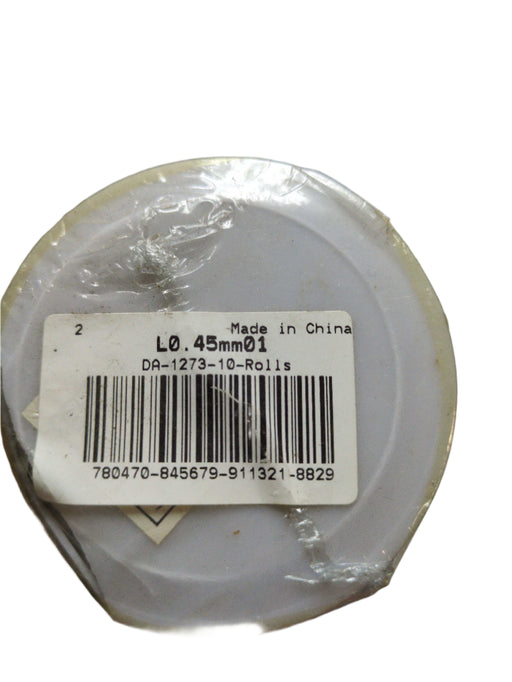 2 Made in China
L0.45mm01
DA-1273-10-Rolls
780470-845679-911321-8829